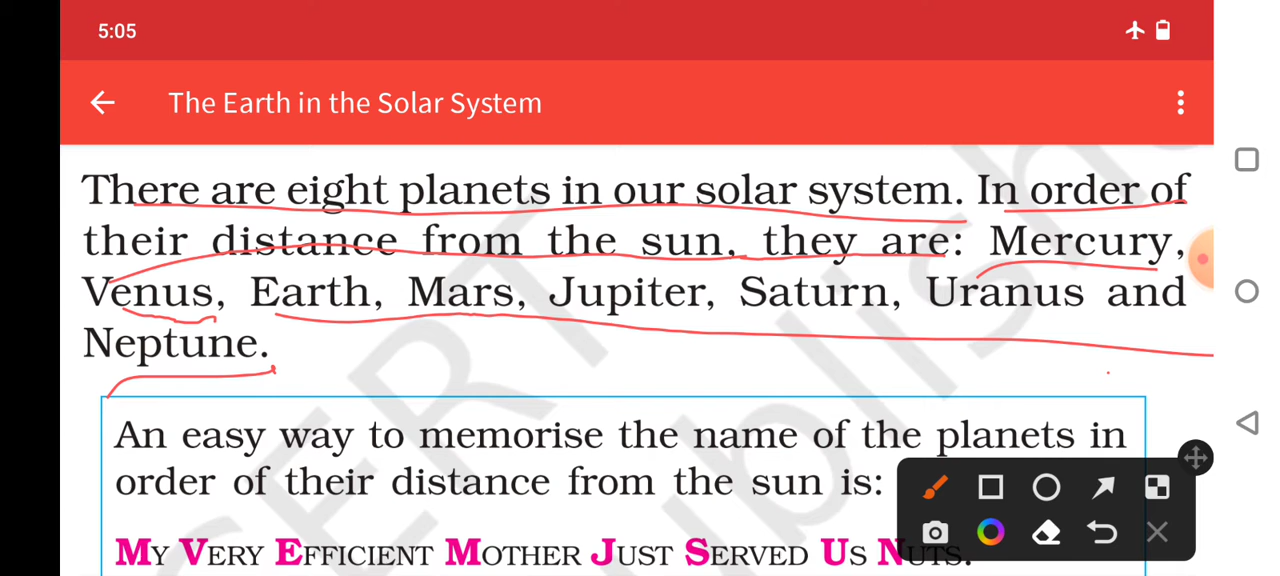 5:05
The Earth in the Solar System
There are eight planets in our solar system. In order of
their distance from the sun, they are: Mercury,
Venus, Earth, Mars, Jupiter, Saturn, Uranus and
Neptune.
An easy way to memorise the name of the planets in
order of their distance from the sun is:
MY VERY EFFICIENT MOTHER JUST SERVED US NUTS.